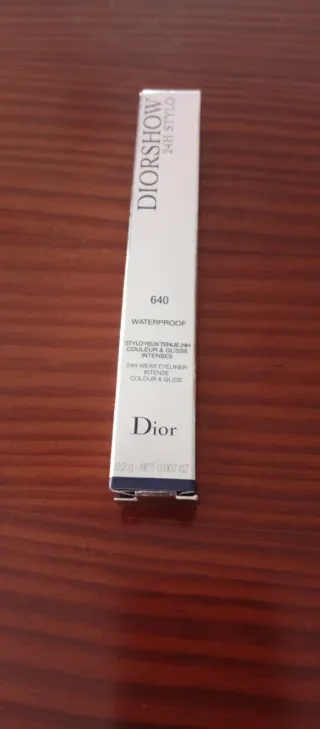 DIORSHOW
24H STYLO
640
WATERPROOF
STYLO YEUX TENUE 24H
COULEUR & GLISSE
INTENSES
24H WEAR EYELINER
INTENSE
COLOUR & GLIDE
Dior
0,2 g - NET 0.007 OZ